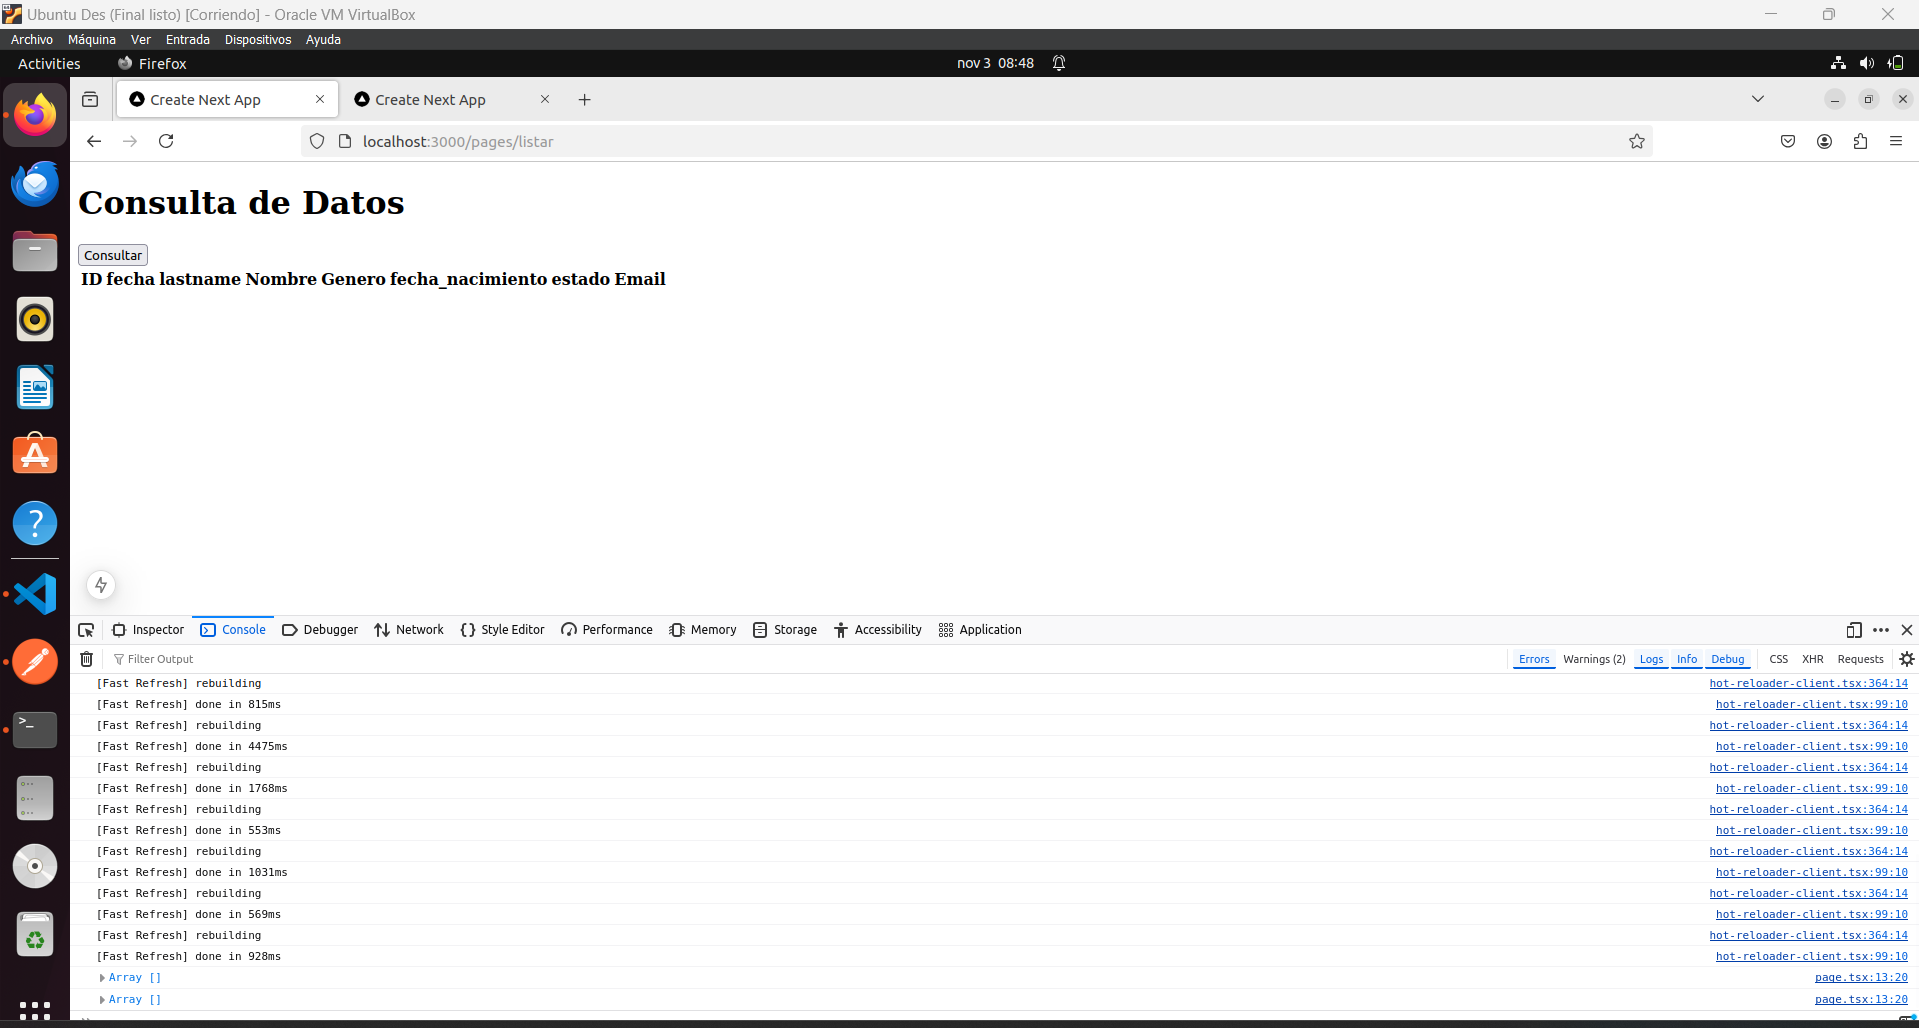 Ubuntu Des (Final listo) [Corriendo] - Oracle VM VirtualBox
Archivo Máquina Ver Entrada Dispositivos Ayuda
Activities Firefox nov 3 08:48
Create Next App Create Next App
localhost:3000/pages/listar
Consulta de Datos
Consultar
ID fecha lastname Nombre Genero fecha_nacimiento estado Email
Inspector Console Debugger Network Style Editor Performance Memory Storage Accessibility Application
Filter Output Errors Warnings (2) Logs Info Debug CSS XHR Requests
[Fast Refresh] rebuilding hot-reloader-client.tsx:364:14
[Fast Refresh] done in 815ms hot-reloader-client.tsx:99:10
[Fast Refresh] rebuilding hot-reloader-client.tsx:364:14
[Fast Refresh] done in 4475ms hot-reloader-client.tsx:99:10
[Fast Refresh] rebuilding hot-reloader-client.tsx:364:14
[Fast Refresh] done in 1768ms hot-reloader-client.tsx:99:10
[Fast Refresh] rebuilding hot-reloader-client.tsx:364:14
[Fast Refresh] done in 553ms hot-reloader-client.tsx:99:10
[Fast Refresh] rebuilding hot-reloader-client.tsx:364:14
[Fast Refresh] done in 1031ms hot-reloader-client.tsx:99:10
[Fast Refresh] rebuilding hot-reloader-client.tsx:364:14
[Fast Refresh] done in 569ms hot-reloader-client.tsx:99:10
[Fast Refresh] rebuilding hot-reloader-client.tsx:364:14
[Fast Refresh] done in 928ms hot-reloader-client.tsx:99:10
Array [] page.tsx:13:20
Array [] page.tsx:13:20